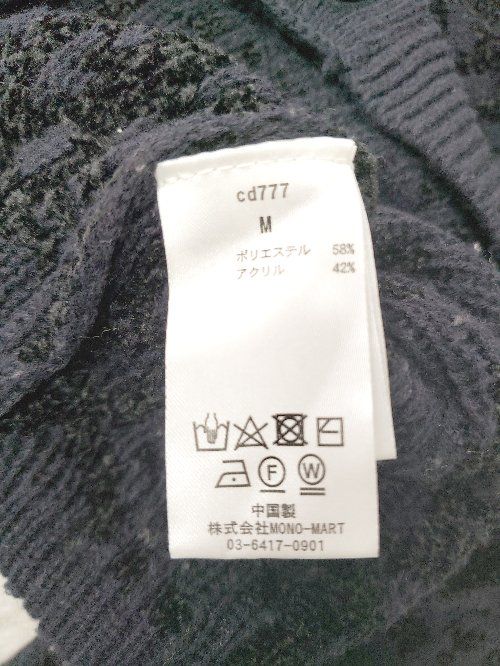 cd777
M
ポリエステル 58%
アクリル 42%
F W
中国製
株式会社MONO-MART
03-6417-0901